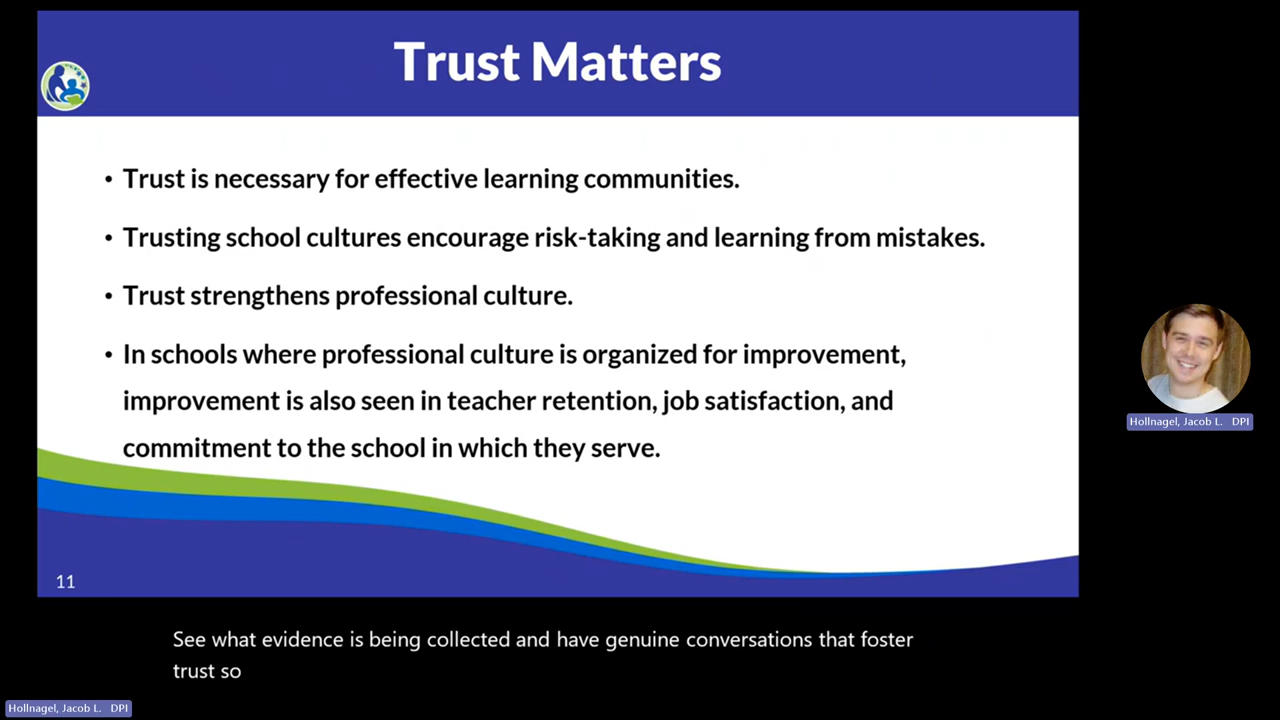 Trust Matters
• Trust is necessary for effective learning communities.
• Trusting school cultures encourage risk-taking and learning from mistakes.
• Trust strengthens professional culture.
• In schools where professional culture is organized for improvement,
improvement is also seen in teacher retention, job satisfaction, and
commitment to the school in which they serve.
11
Hollnagel, Jacob L. DPI
See what evidence is being collected and have genuine conversations that foster
trust so
Hollnagel, Jacob L. DPI